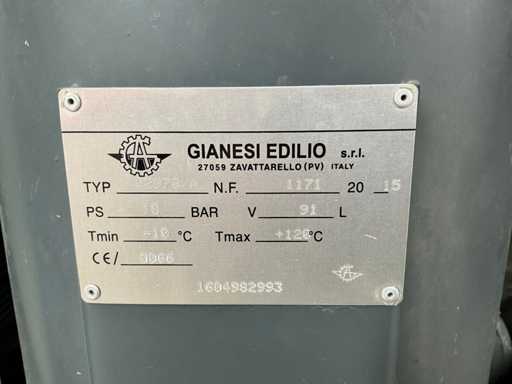 GIANESI EDILIO s.r.l.
27059 ZAVATTARELLO (PV) ITALY
TYP N.F. 1171 20 15
PS 10 BAR V 91 L
Tmin -10 °C Tmax +120 °C
CE/ 0066
1604982993